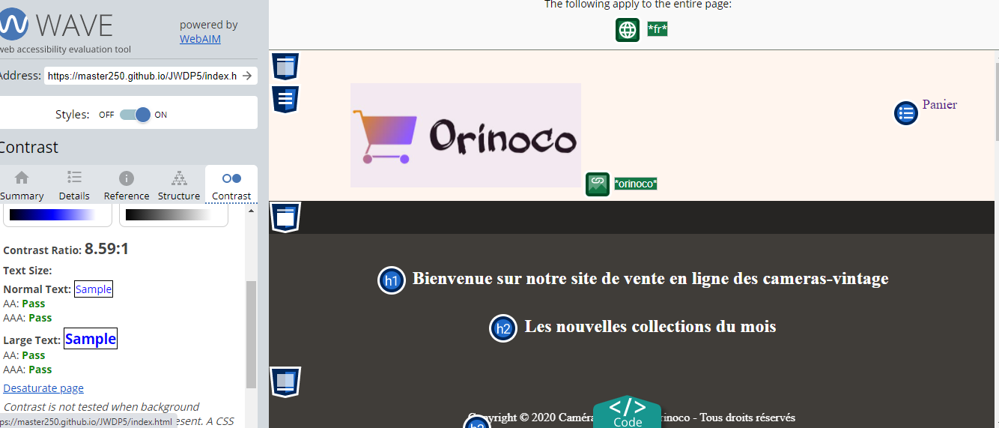 WAVE
web accessibility evaluation tool
powered by
WebAIM
Address: https://master250.github.io/JWDP5/index.h
Styles: OFF ON
Contrast
Summary Details Reference Structure Contrast
Contrast Ratio: 8.59:1
Text Size:
Normal Text: Sample
AA: Pass
AAA: Pass
Large Text: Sample
AA: Pass
AAA: Pass
Desaturate page
Contrast is not tested when background
ps://master250.github.io/JWDP5/index.html esent. A CSS
The following apply to the entire page:
*fr*
Orinoco
*orinoco*
Panier
h1 Bienvenue sur notre site de vente en ligne des cameras-vintage
h2 Les nouvelles collections du mois
Copyright © 2020 Camér rinoco - Tous droits réservés
h2
</> Code